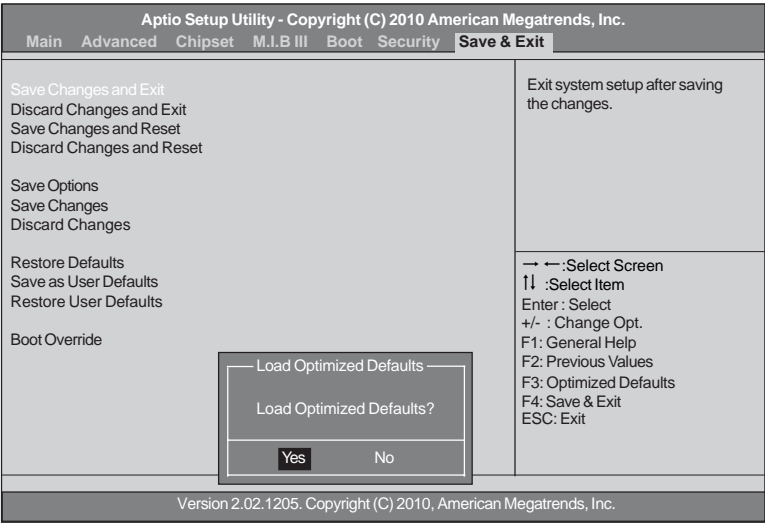 Aptio Setup Utility - Copyright (C) 2010 American Megatrends, Inc.
Main Advanced Chipset M.I.B III Boot Security Save & Exit
Save Changes and Exit
Discard Changes and Exit
Save Changes and Reset
Discard Changes and Reset
Save Options
Save Changes
Discard Changes
Restore Defaults
Save as User Defaults
Restore User Defaults
Boot Override
Exit system setup after saving
the changes.
→ ←:Select Screen
↑↓ :Select Item
Enter : Select
+/- : Change Opt.
F1: General Help
F2: Previous Values
F3: Optimized Defaults
F4: Save & Exit
ESC: Exit
Load Optimized Defaults
Load Optimized Defaults?
Yes No
Version 2.02.1205. Copyright (C) 2010, American Megatrends, Inc.